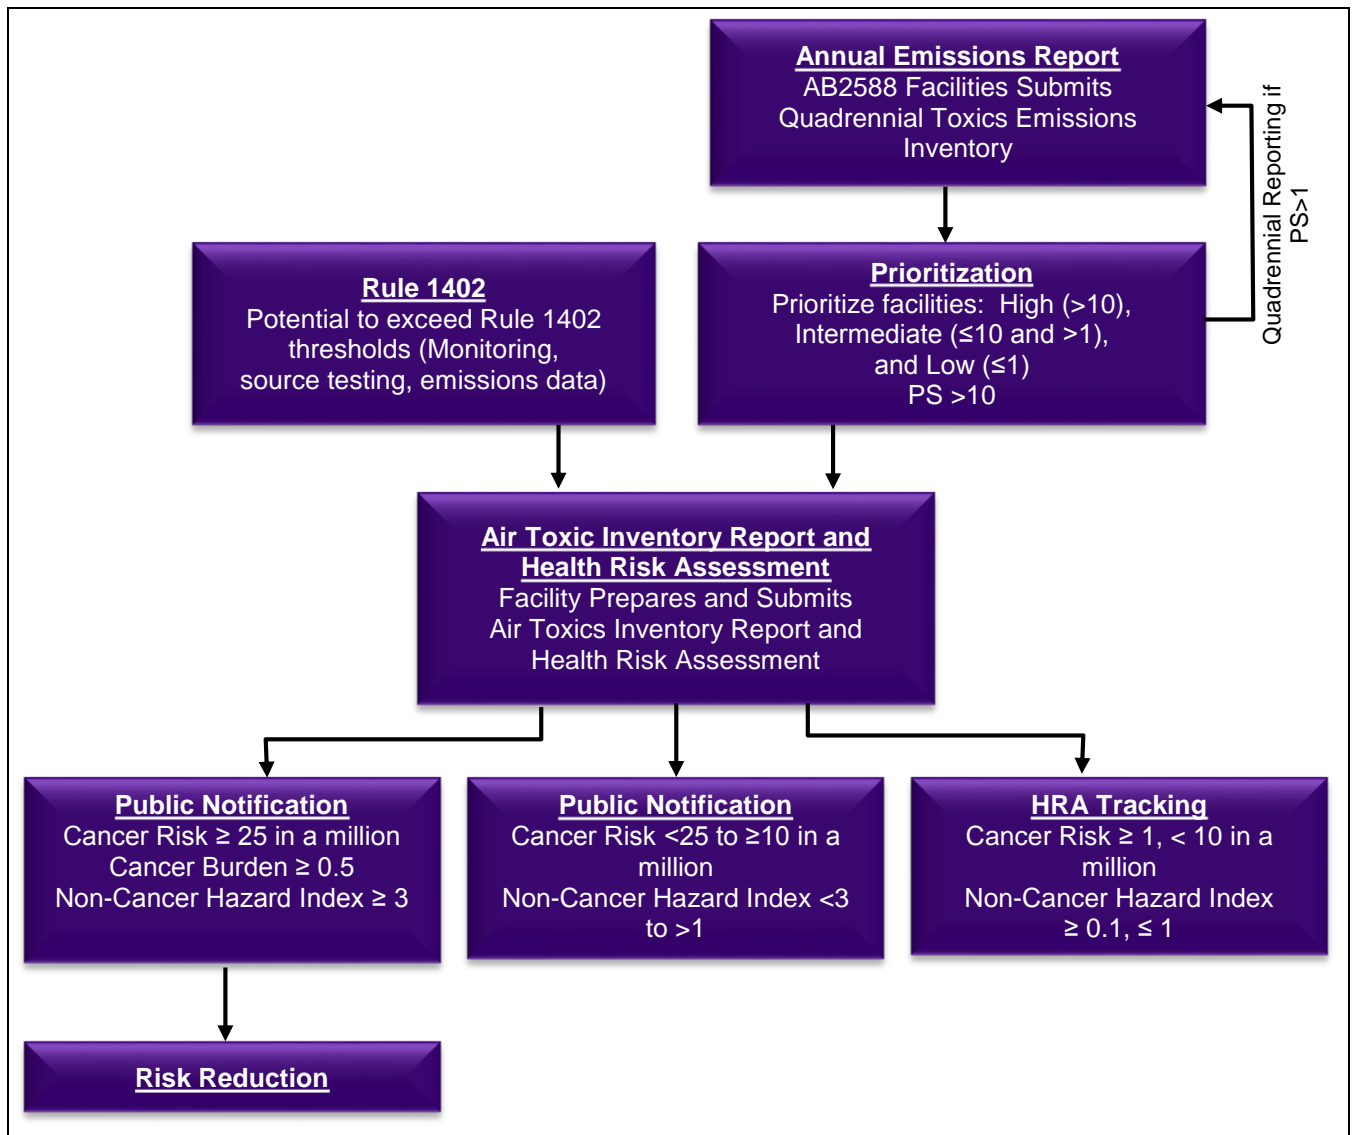 Annual Emissions Report
AB2588 Facilities Submits
Quadrennial Toxics Emissions
Inventory
Quadrennial Reporting if
PS>1
Rule 1402
Potential to exceed Rule 1402
thresholds (Monitoring,
source testing, emissions data)
Prioritization
Prioritize facilities:  High (>10),
Intermediate (≤10 and >1),
and Low (≤1)
PS >10
Air Toxic Inventory Report and
Health Risk Assessment
Facility Prepares and Submits
Air Toxics Inventory Report and
Health Risk Assessment
Public Notification
Cancer Risk ≥ 25 in a million
Cancer Burden ≥ 0.5
Non-Cancer Hazard Index ≥ 3
Public Notification
Cancer Risk <25 to ≥10 in a
million
Non-Cancer Hazard Index <3
to >1
HRA Tracking
Cancer Risk ≥ 1, < 10 in a
million
Non-Cancer Hazard Index
≥ 0.1, ≤ 1
Risk Reduction